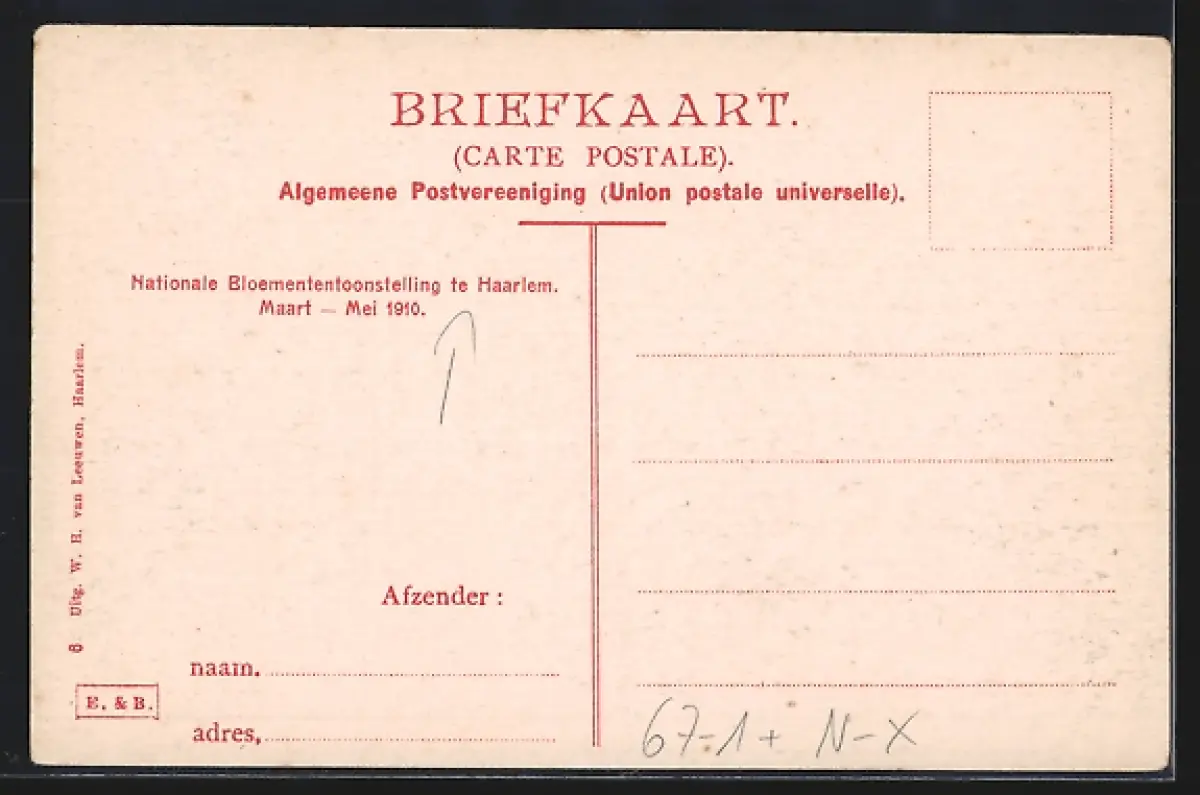 BRIEFKAART.
(CARTE POSTALE).
Algemeene Postvereeniging (Union postale universelle).
Nationale Bloemententoonstelling te Haarlem.
Maart — Mei 1910.
6 Uitg. W. H. van Leeuwen, Haarlem.
Afzender :
naam.
adres,
E. & B.
67-1+ N-X